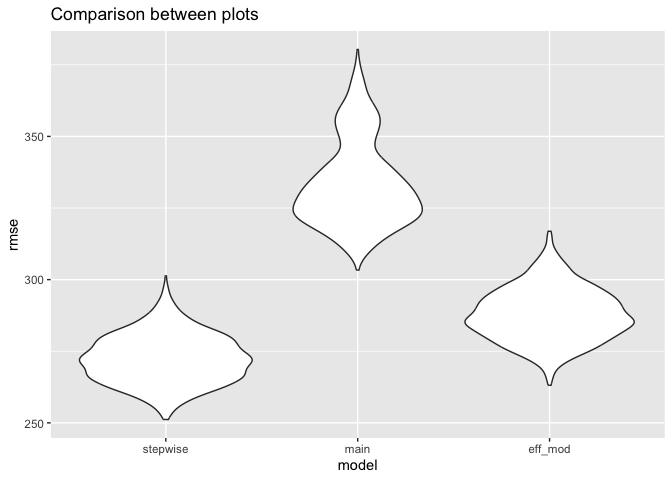 Comparison between plots
350
300
250
rmse
stepwise
main
eff_mod
model